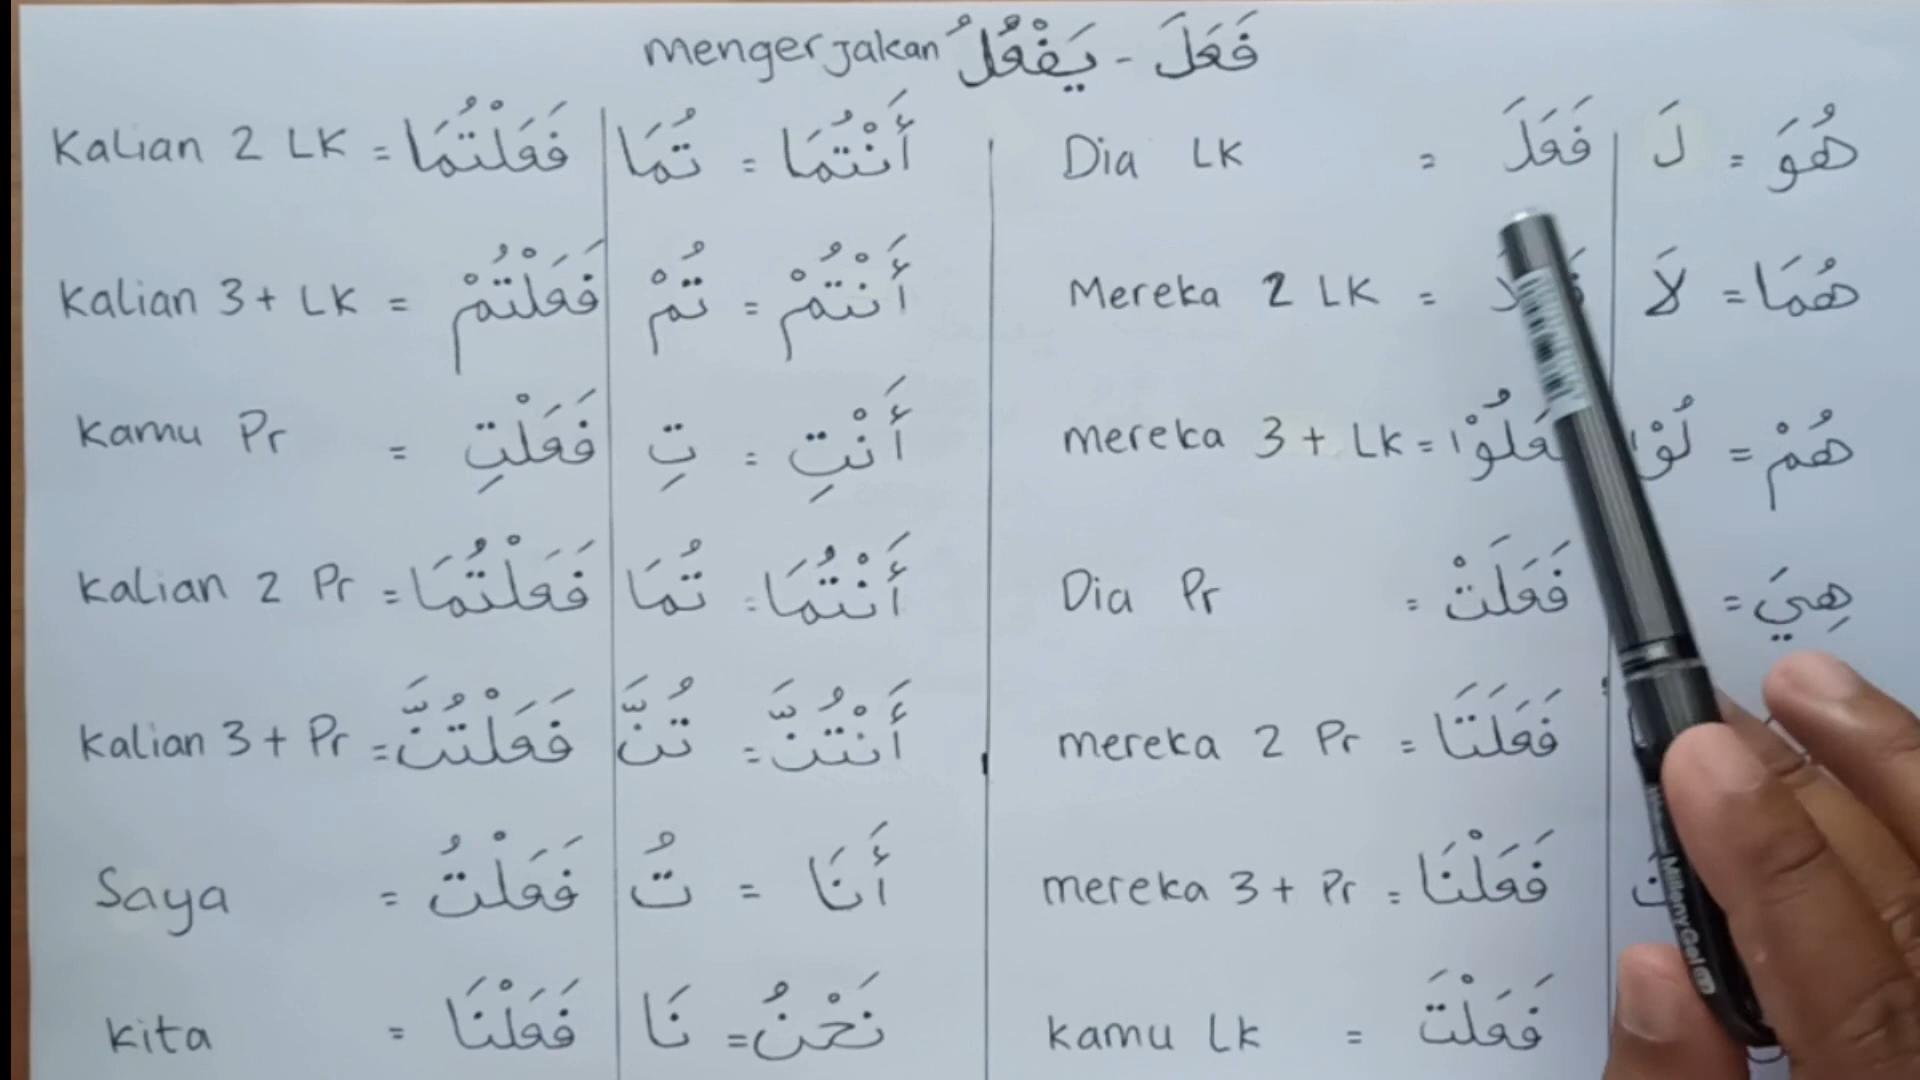 mengerjakan فَعَلَ - يَفْعُلُ
هُوَ = لَ فَعَلَ = Dia LK
هُمَا = لَا = Mereka 2 LK
هُمْ = لُوْا = mereka 3 + Lk
هِيَ = فَعَلَتْ = Dia Pr
فَعَلَتَا = mereka 2 Pr
فَعَلْنَا = mereka 3 + Pr
فَعَلْتَ = kamu Lk
أَنْتُمَا = تُمَا فَعَلْتُمَا = Kalian 2 LK
أَنْتُمْ = تُمْ فَعَلْتُمْ = Kalian 3 + LK
أَنْتِ = تِ فَعَلْتِ = Kamu Pr
أَنْتُمَا = تُمَا فَعَلْتُمَا = Kalian 2 Pr
أَنْتُنَّ = تُنَّ فَعَلْتُنَّ = Kalian 3 + Pr
أَنَا = تُ فَعَلْتُ = Saya
نَحْنُ = نَا فَعَلْنَا = kita